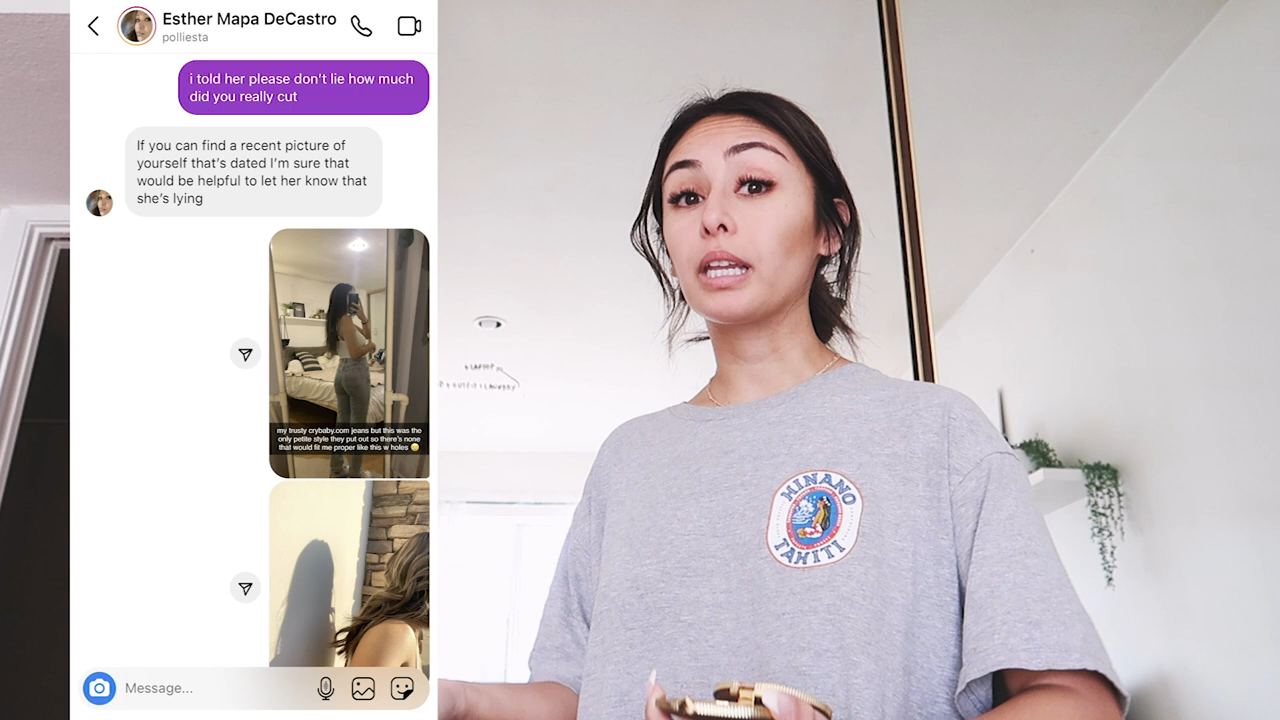 Esther Mapa DeCastro
polliesta
i told her please don't lie how much
did you really cut
If you can find a recent picture of
yourself that's dated I'm sure that
would be helpful to let her know that
she's lying
my trusty crybaby.com jeans but this was the
only petite style they put out so there's none
that would fit me proper like this w holes 😅
Message...
+ LAPTOP
HINANO
TAHITI